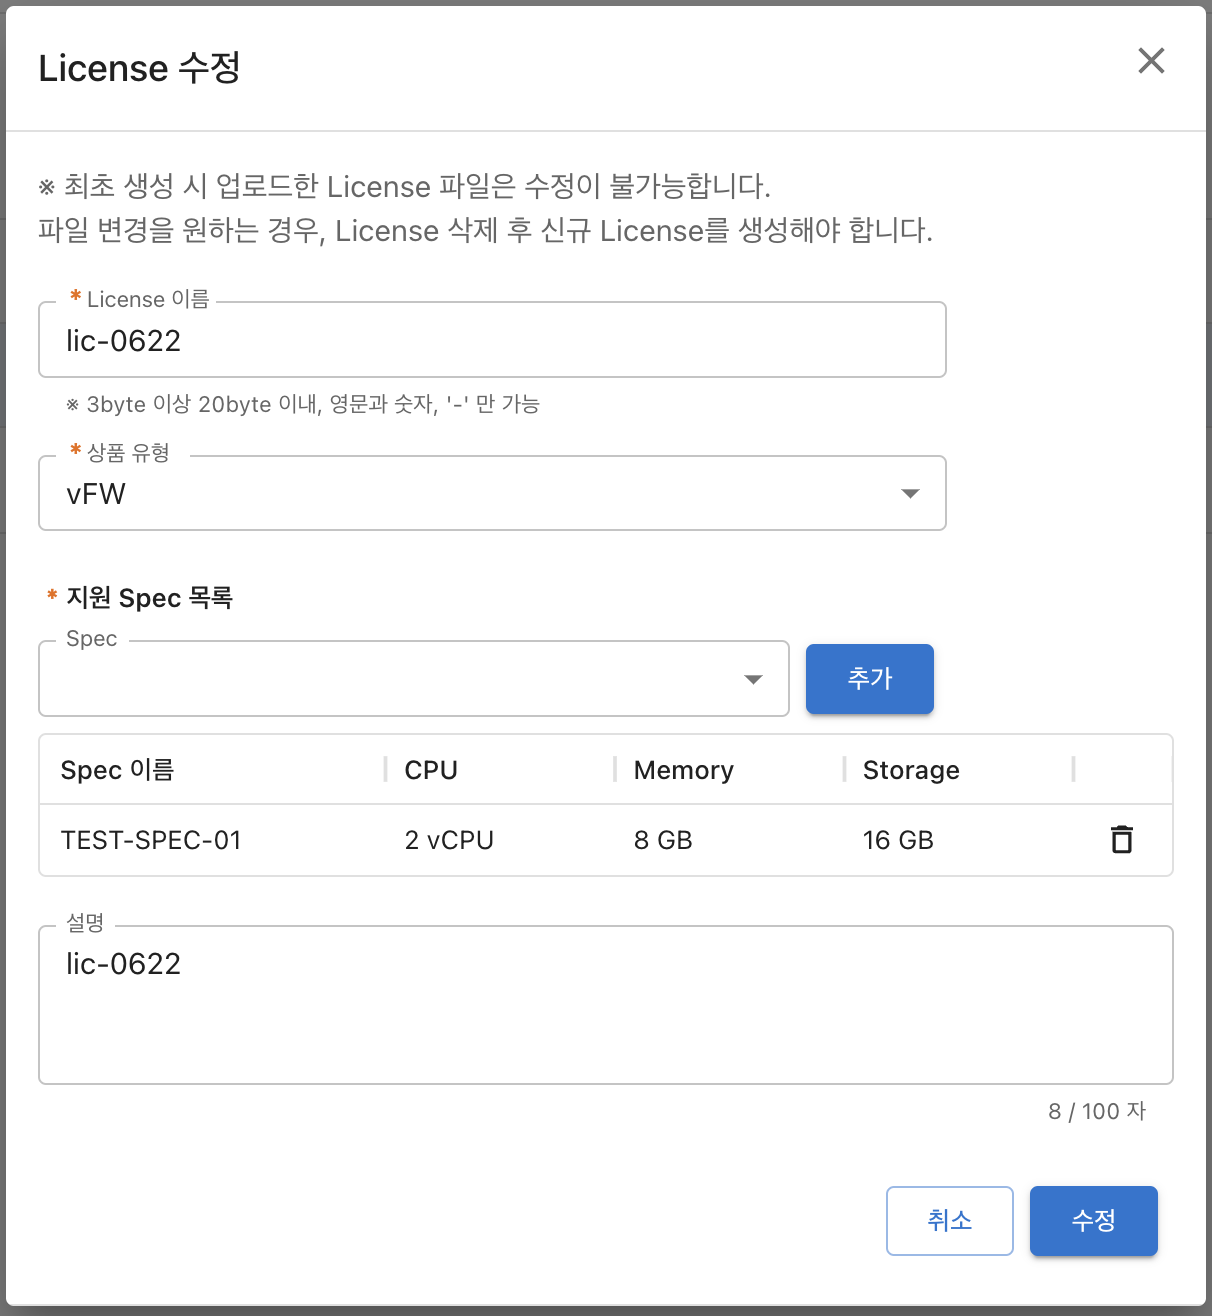 License 수정
※ 최초 생성 시 업로드한 License 파일은 수정이 불가능합니다.
파일 변경을 원하는 경우, License 삭제 후 신규 License를 생성해야 합니다.
* License 이름
lic-0622
※ 3byte 이상 20byte 이내, 영문과 숫자, '-' 만 가능
* 상품 유형
vFW
* 지원 Spec 목록
Spec
추가
Spec 이름 CPU Memory Storage
TEST-SPEC-01 2 vCPU 8 GB 16 GB
설명
lic-0622
8 / 100 자
취소 수정